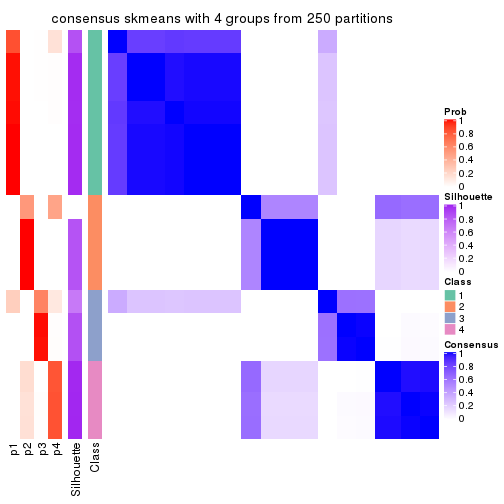 consensus skmeans with 4 groups from 250 partitions
Prob
1
0.8
0.6
0.4
0.2
0
Silhouette
1
0.8
0.6
0.4
0.2
0
Class
1
2
3
4
Consensus
1
0.8
0.6
0.4
0.2
0
p1
p2
p3
p4
Silhouette
Class